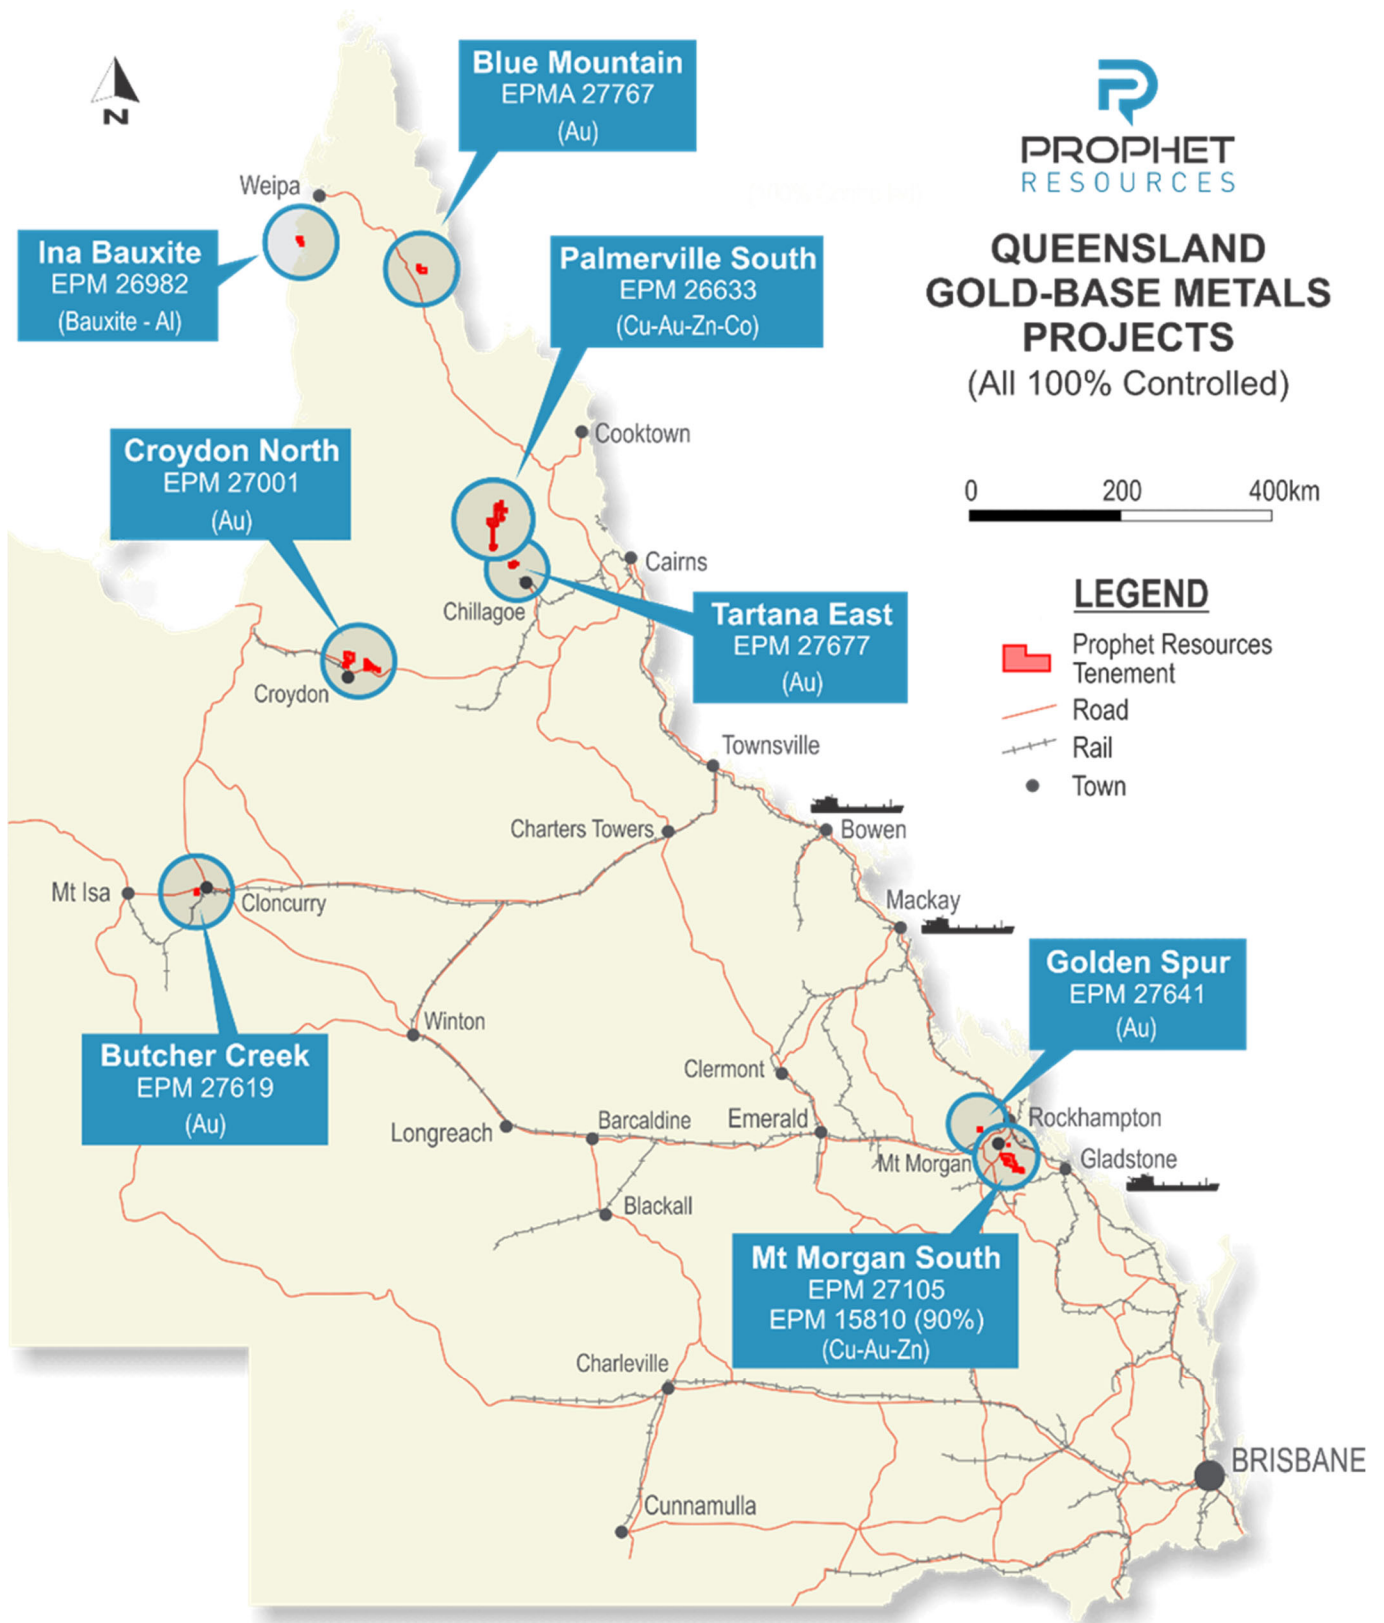 N
Blue Mountain
EPMA 27767
(Au)
PROPHET
RESOURCES
QUEENSLAND
GOLD-BASE METALS
PROJECTS
(All 100% Controlled)
0 200 400km
LEGEND
Prophet Resources
Tenement
Road
Rail
Town
Weipa
Ina Bauxite
EPM 26982
(Bauxite - Al)
Palmerville South
EPM 26633
(Cu-Au-Zn-Co)
Cooktown
Croydon North
EPM 27001
(Au)
Cairns
Chillagoe
Tartana East
EPM 27677
(Au)
Croydon
Townsville
Charters Towers
Bowen
Mt Isa
Cloncurry
Mackay
Golden Spur
EPM 27641
(Au)
Winton
Butcher Creek
EPM 27619
(Au)
Clermont
Longreach
Barcaldine
Emerald
Rockhampton
Mt Morgan
Gladstone
Blackall
Mt Morgan South
EPM 27105
EPM 15810 (90%)
(Cu-Au-Zn)
Charleville
BRISBANE
Cunnamulla